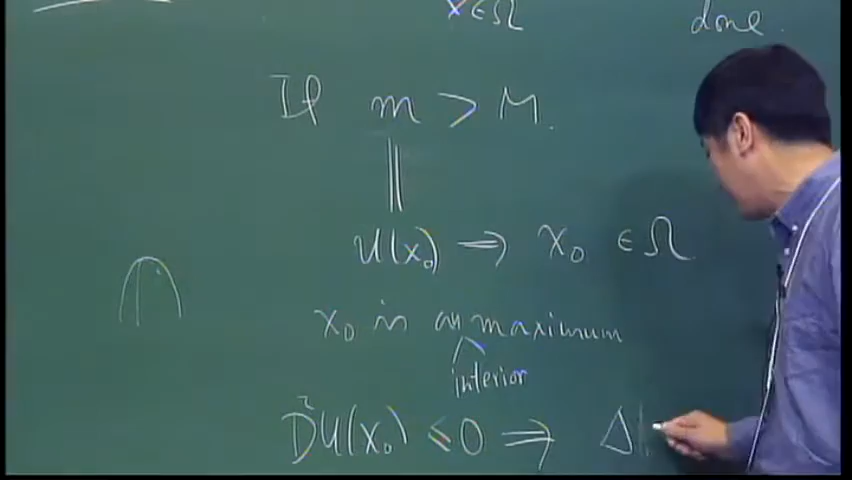 x ∈ Ω
done.
If m > M.
||
u(x₀) ⇒ x₀ ∈ Ω
x₀ is an maximum
interior
D²u(x₀) ≤ 0 ⇒ Δ